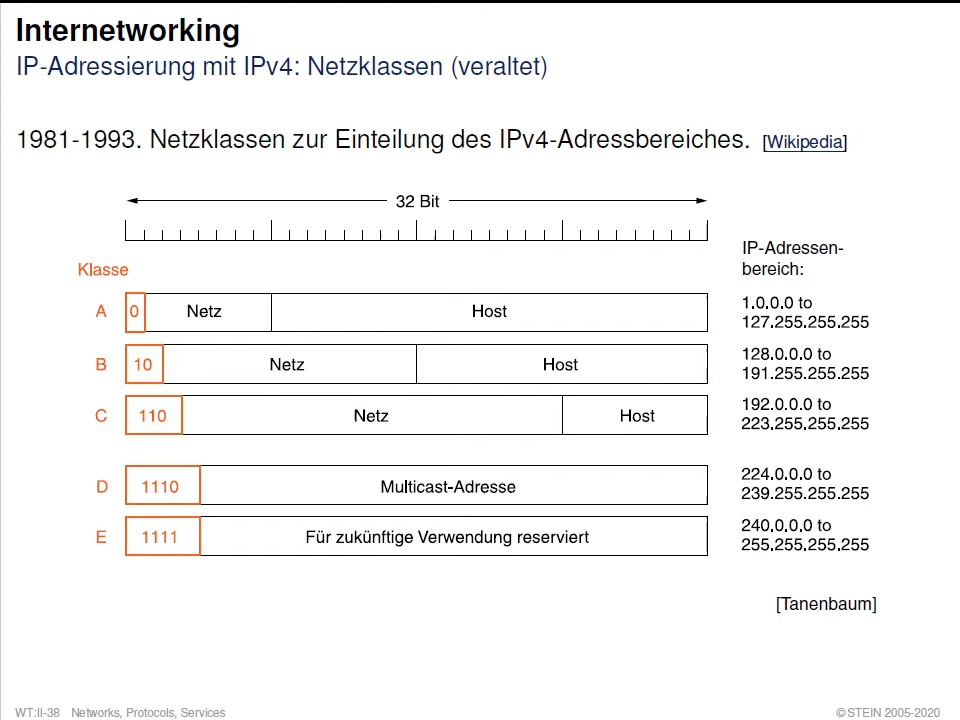 Internetworking
IP-Adressierung mit IPv4: Netzklassen (veraltet)
1981-1993. Netzklassen zur Einteilung des IPv4-Adressbereiches. [Wikipedia]
32 Bit
IP-Adressen-
bereich:
Klasse
A 0 Netz Host 1.0.0.0 to
127.255.255.255
B 10 Netz Host 128.0.0.0 to
191.255.255.255
C 110 Netz Host 192.0.0.0 to
223.255.255.255
D 1110 Multicast-Adresse 224.0.0.0 to
239.255.255.255
E 1111 Für zukünftige Verwendung reserviert 240.0.0.0 to
255.255.255.255
[Tanenbaum]
WT:II-38 Networks, Protocols, Services ©STEIN 2005-2020